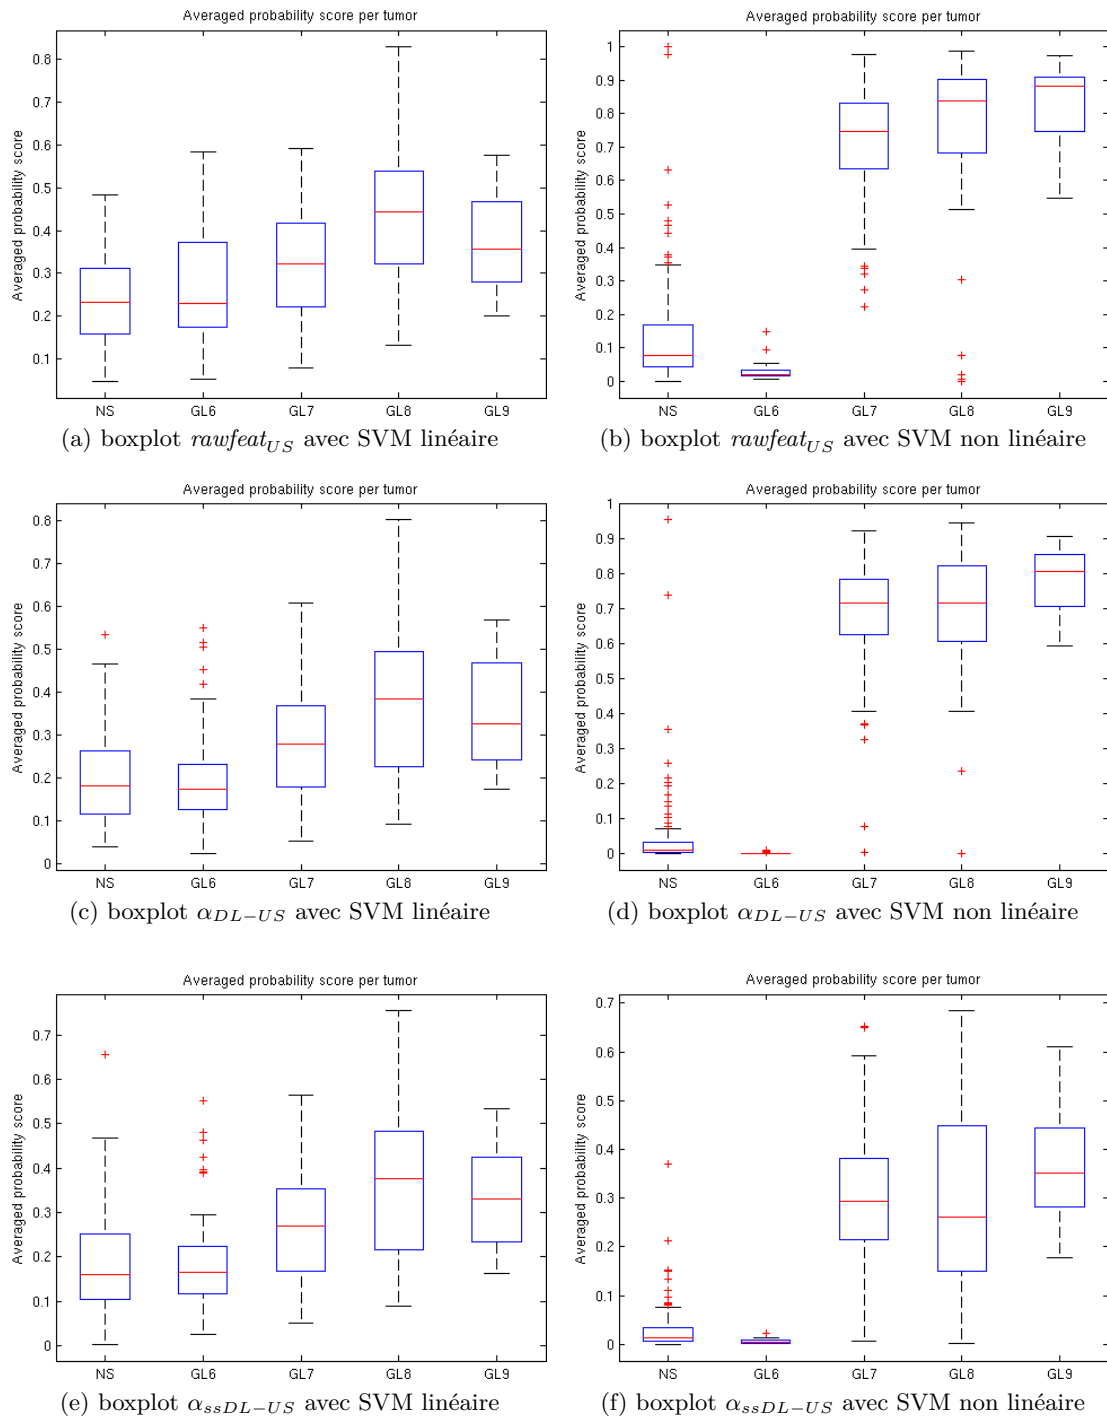 Averaged probability score per tumor
Averaged probability score
0.8
0.7
0.6
0.5
0.4
0.3
0.2
0.1
NS GL6 GL7 GL8 GL9
(a) boxplot rawfeat_US avec SVM linéaire
Averaged probability score per tumor
Averaged probability score
1
0.9
0.8
0.7
0.6
0.5
0.4
0.3
0.2
0.1
0
NS GL6 GL7 GL8 GL9
(b) boxplot rawfeat_US avec SVM non linéaire
Averaged probability score per tumor
Averaged probability score
0.8
0.7
0.6
0.5
0.4
0.3
0.2
0.1
0
NS GL6 GL7 GL8 GL9
(c) boxplot α_DL−US avec SVM linéaire
Averaged probability score per tumor
Averaged probability score
1
0.9
0.8
0.7
0.6
0.5
0.4
0.3
0.2
0.1
0
NS GL6 GL7 GL8 GL9
(d) boxplot α_DL−US avec SVM non linéaire
Averaged probability score per tumor
Averaged probability score
0.7
0.6
0.5
0.4
0.3
0.2
0.1
0
NS GL6 GL7 GL8 GL9
(e) boxplot α_ssDL−US avec SVM linéaire
Averaged probability score per tumor
Averaged probability score
0.7
0.6
0.5
0.4
0.3
0.2
0.1
0
NS GL6 GL7 GL8 GL9
(f) boxplot α_ssDL−US avec SVM non linéaire